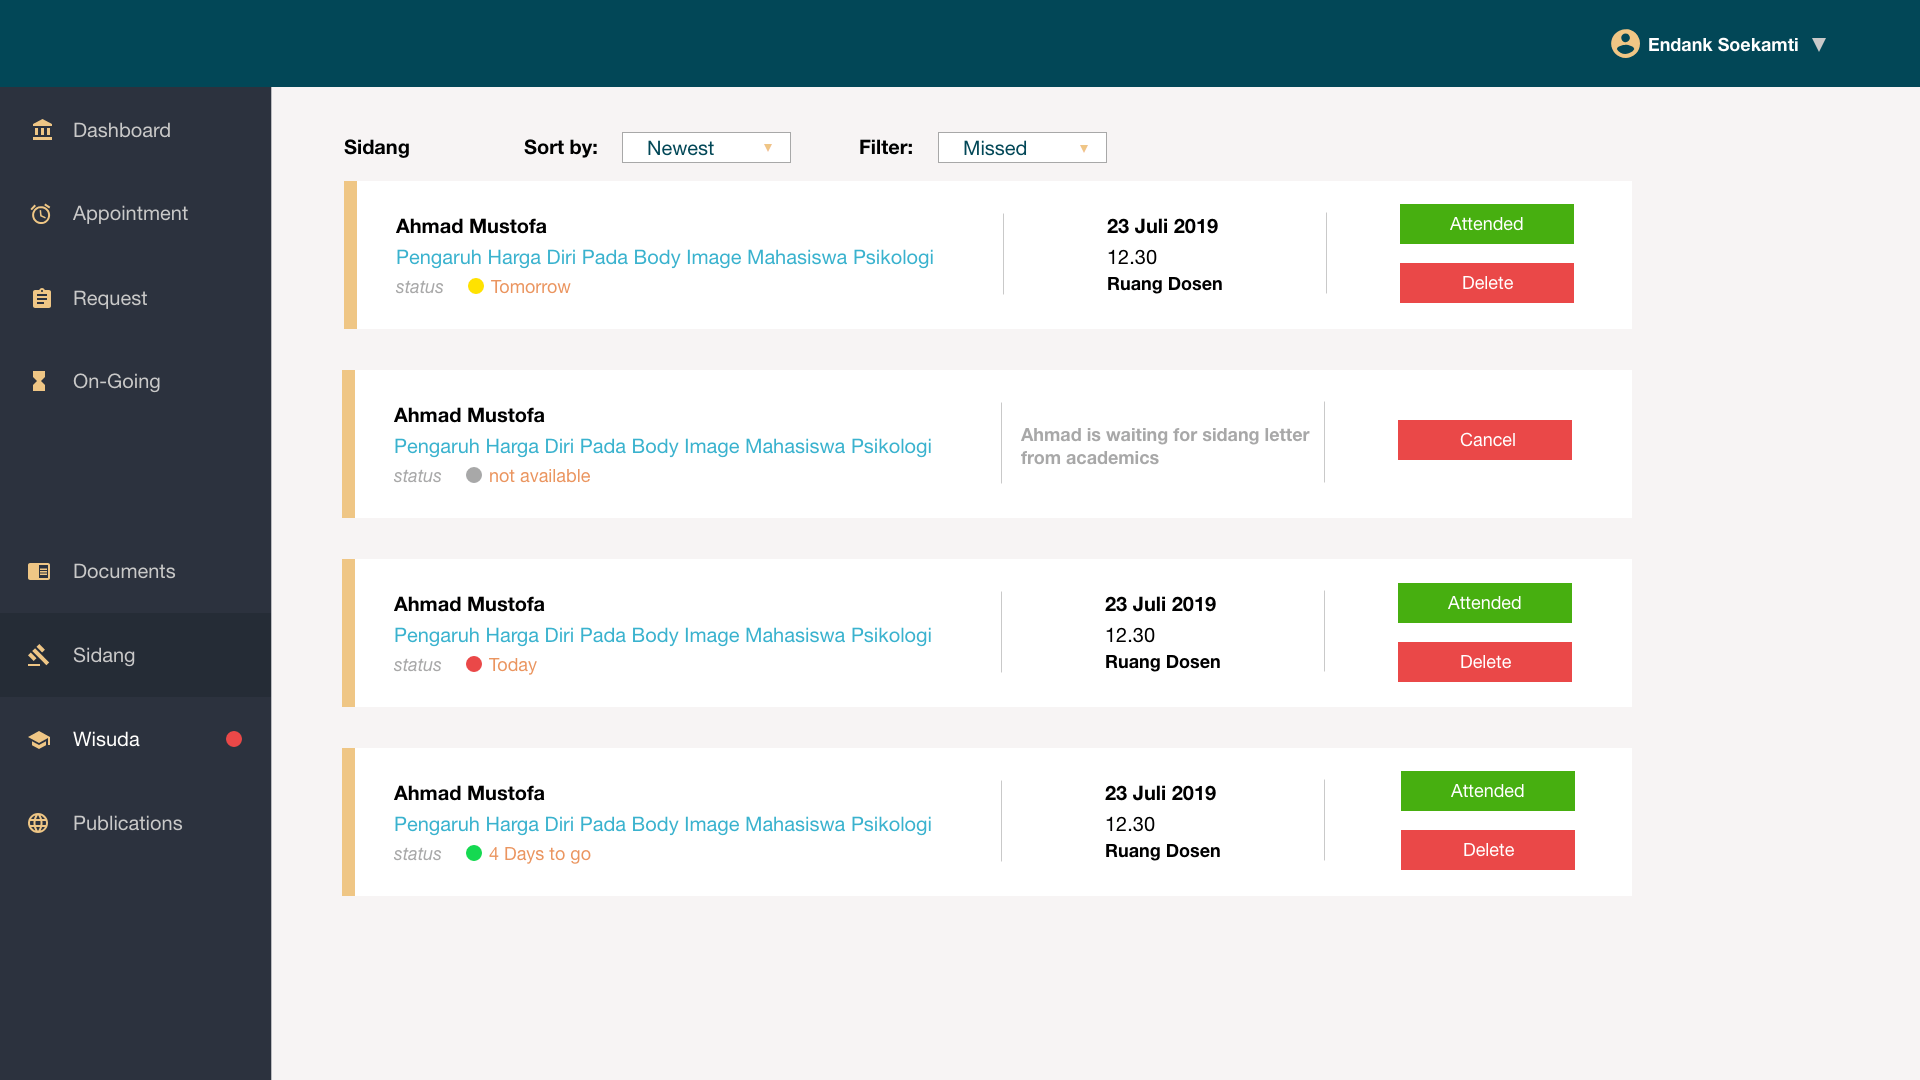 Endank Soekamti
Dashboard
Appointment
Request
On-Going
Documents
Sidang
Wisuda
Publications
Sidang Sort by: Newest Filter: Missed
Ahmad Mustofa
Pengaruh Harga Diri Pada Body Image Mahasiswa Psikologi
status Tomorrow
23 Juli 2019
12.30
Ruang Dosen
Attended
Delete
Ahmad Mustofa
Pengaruh Harga Diri Pada Body Image Mahasiswa Psikologi
status not available
Ahmad is waiting for sidang letter
from academics
Cancel
Ahmad Mustofa
Pengaruh Harga Diri Pada Body Image Mahasiswa Psikologi
status Today
23 Juli 2019
12.30
Ruang Dosen
Attended
Delete
Ahmad Mustofa
Pengaruh Harga Diri Pada Body Image Mahasiswa Psikologi
status 4 Days to go
23 Juli 2019
12.30
Ruang Dosen
Attended
Delete